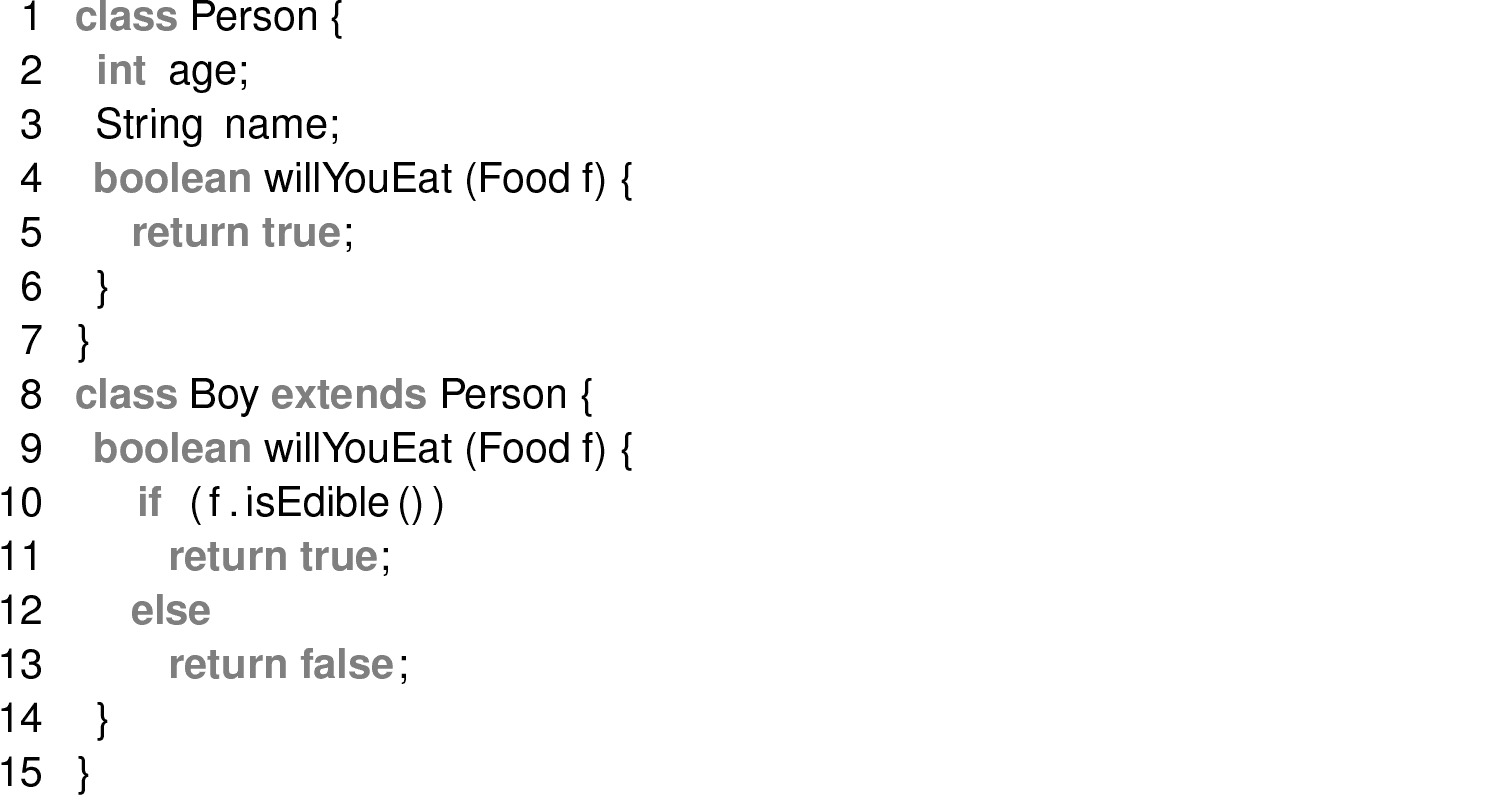 1 class Person {
2 int age;
3 String name;
4 boolean willYouEat (Food f) {
5 return true;
6 }
7 }
8 class Boy extends Person {
9 boolean willYouEat (Food f) {
10 if (f.isEdible())
11 return true;
12 else
13 return false;
14 }
15 }